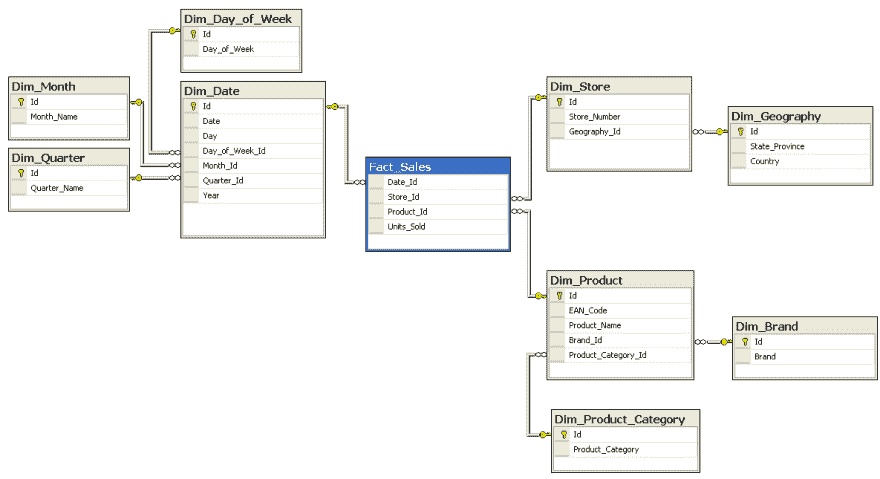 Dim_Day_of_Week
Id
Day_of_Week
Dim_Month
Id
Month_Name
Dim_Quarter
Id
Quarter_Name
Dim_Date
Id
Date
Day
Day_of_Week_Id
Month_Id
Quarter_Id
Year
Fact_Sales
Date_Id
Store_Id
Product_Id
Units_Sold
Dim_Store
Id
Store_Number
Geography_Id
Dim_Geography
Id
State_Province
Country
Dim_Product
Id
EAN_Code
Product_Name
Brand_Id
Product_Category_Id
Dim_Brand
Id
Brand
Dim_Product_Category
Id
Product_Category